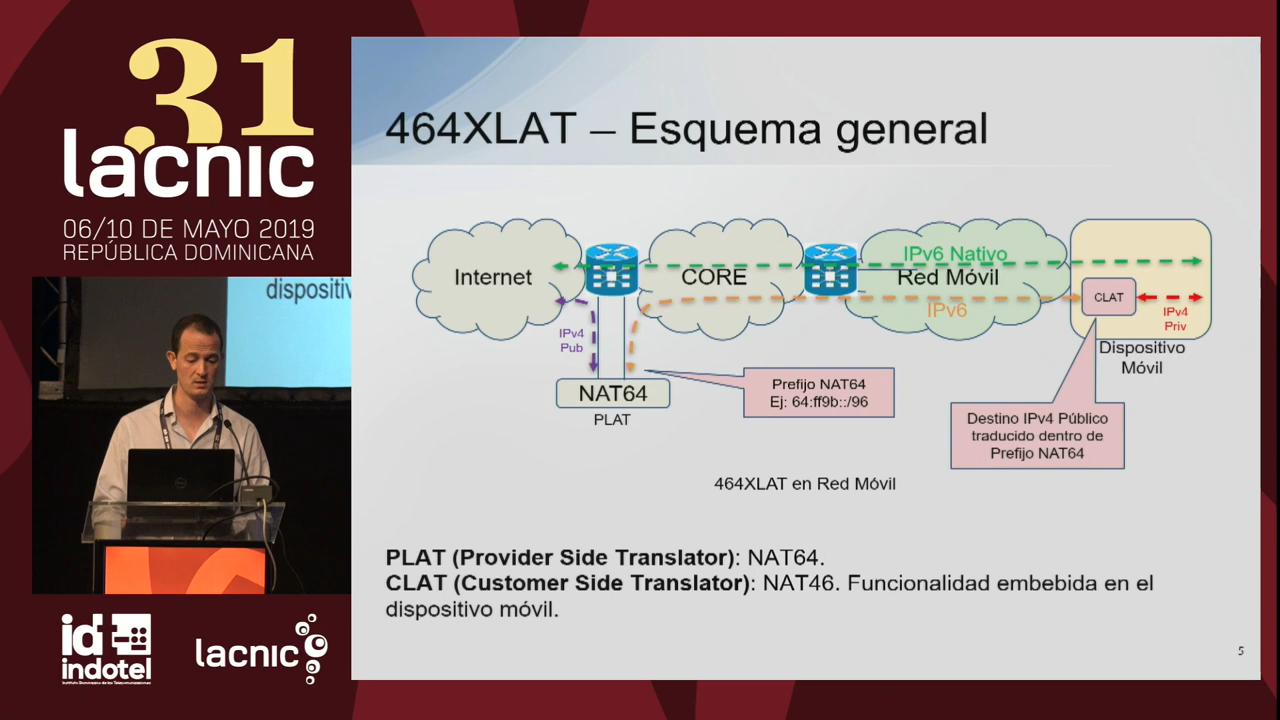 31
lacnic
06/10 DE MAYO 2019
REPÚBLICA DOMINICANA
dispositiv
id
indotel
lacnic
464XLAT – Esquema general
Internet
CORE
IPv6 Nativo
Red Móvil
IPv6
CLAT
IPv4
Priv
Dispositivo
Móvil
IPv4
Pub
NAT64
PLAT
Prefijo NAT64
Ej: 64:ff9b::/96
Destino IPv4 Público
traducido dentro de
Prefijo NAT64
464XLAT en Red Móvil
PLAT (Provider Side Translator): NAT64.
CLAT (Customer Side Translator): NAT46. Funcionalidad embebida en el
dispositivo móvil.
5